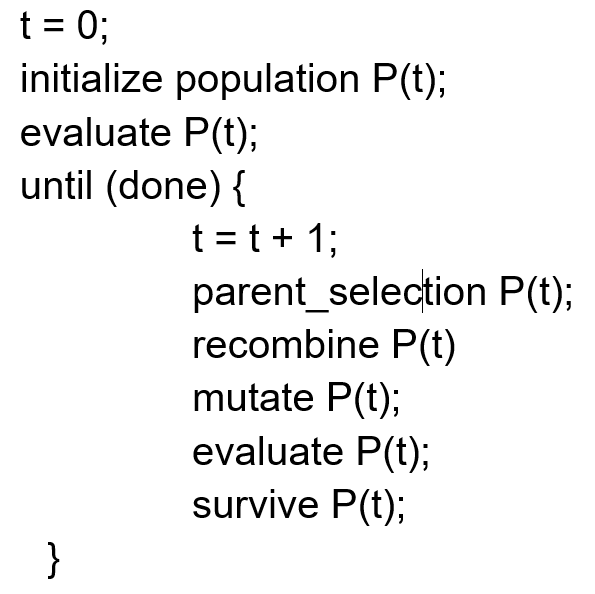 t = 0;
initialize population P(t);
evaluate P(t);
until (done) {
t = t + 1;
parent_selection P(t);
recombine P(t)
mutate P(t);
evaluate P(t);
survive P(t);
}